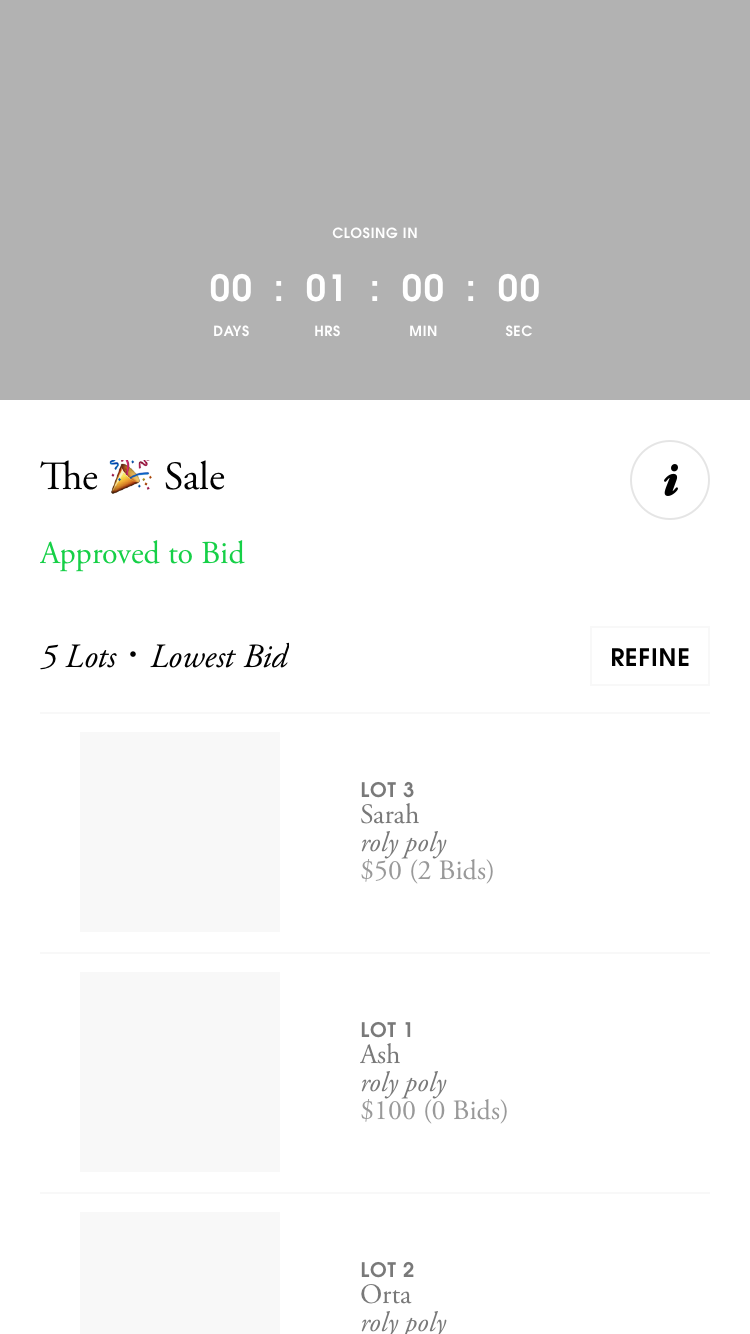 CLOSING IN
00 : 01 : 00 : 00
DAYS HRS MIN SEC
The 🎉 Sale
i
Approved to Bid
5 Lots • Lowest Bid
REFINE
LOT 3
Sarah
roly poly
$50 (2 Bids)
LOT 1
Ash
roly poly
$100 (0 Bids)
LOT 2
Orta
roly poly